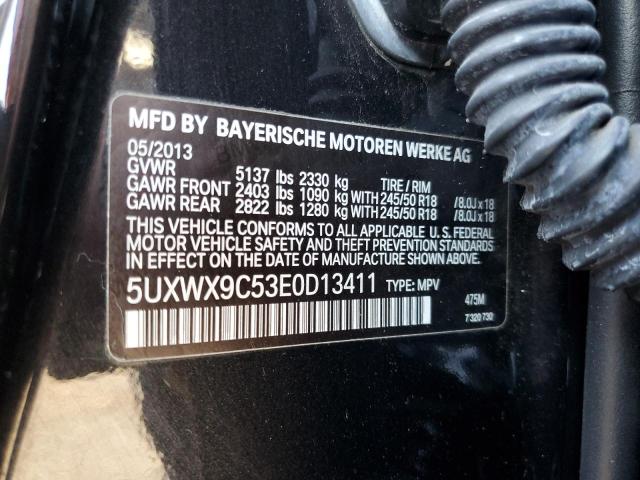 MFD BY BAYERISCHE MOTOREN WERKE AG
05/2013
GVWR 5137 lbs 2330 kg TIRE / RIM
GAWR FRONT 2403 lbs 1090 kg WITH 245/50 R18 /8.0J x 18
GAWR REAR 2822 lbs 1280 kg WITH 245/50 R18 /8.0J x 18
THIS VEHICLE CONFORMS TO ALL APPLICABLE U. S. FEDERAL
MOTOR VEHICLE SAFETY AND THEFT PREVENTION STANDARDS
IN EFFECT ON THE DATE OF MANUFACTURE SHOWN ABOVE.
5UXWX9C53E0D13411 TYPE: MPV
475M
7 320 730